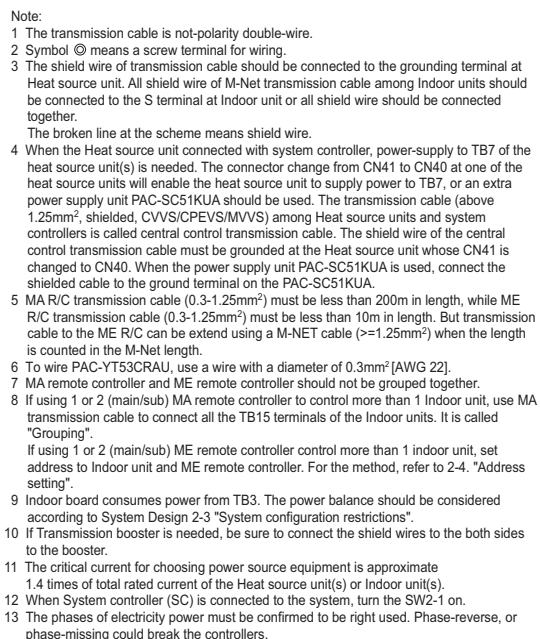 Note:
1 The transmission cable is not-polarity double-wire.
2 Symbol ◎ means a screw terminal for wiring.
3 The shield wire of transmission cable should be connected to the grounding terminal at
Heat source unit. All shield wire of M-Net transmission cable among Indoor units should
be connected to the S terminal at Indoor unit or all shield wire should be connected
together.
The broken line at the scheme means shield wire.
4 When the Heat source unit connected with system controller, power-supply to TB7 of the
heat source unit(s) is needed. The connector change from CN41 to CN40 at one of the
heat source units will enable the heat source unit to supply power to TB7, or an extra
power supply unit PAC-SC51KUA should be used. The transmission cable (above
1.25mm², shielded, CVVS/CPEVS/MVVS) among Heat source units and system
controllers is called central control transmission cable. The shield wire of the central
control transmission cable must be grounded at the Heat source unit whose CN41 is
changed to CN40. When the power supply unit PAC-SC51KUA is used, connect the
shielded cable to the ground terminal on the PAC-SC51KUA.
5 MA R/C transmission cable (0.3-1.25mm²) must be less than 200m in length, while ME
R/C transmission cable (0.3-1.25mm²) must be less than 10m in length. But transmission
cable to the ME R/C can be extend using a M-NET cable (>=1.25mm²) when the length
is counted in the M-Net length.
6 To wire PAC-YT53CRAU, use a wire with a diameter of 0.3mm² [AWG 22].
7 MA remote controller and ME remote controller should not be grouped together.
8 If using 1 or 2 (main/sub) MA remote controller to control more than 1 Indoor unit, use MA
transmission cable to connect all the TB15 terminals of the Indoor units. It is called
"Grouping".
If using 1 or 2 (main/sub) ME remote controller control more than 1 indoor unit, set
address to Indoor unit and ME remote controller. For the method, refer to 2-4. "Address
setting".
9 Indoor board consumes power from TB3. The power balance should be considered
according to System Design 2-3 "System configuration restrictions".
10 If Transmission booster is needed, be sure to connect the shield wires to the both sides
to the booster.
11 The critical current for choosing power source equipment is approximate
1.4 times of total rated current of the Heat source unit(s) or Indoor unit(s).
12 When System controller (SC) is connected to the system, turn the SW2-1 on.
13 The phases of electricity power must be confirmed to be right used. Phase-reverse, or
phase-missing could break the controllers.